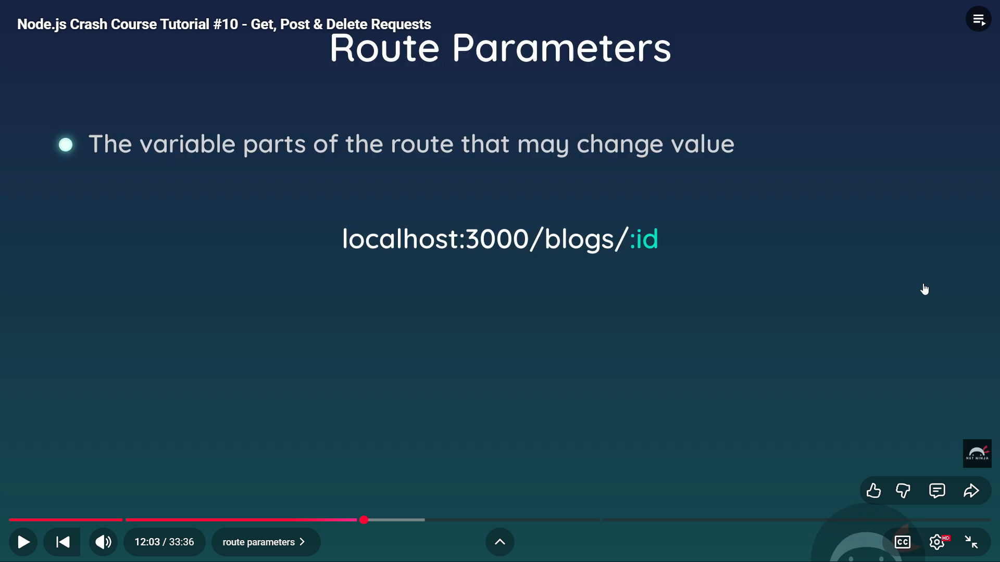 Node.js Crash Course Tutorial #10 - Get, Post & Delete Requests
Route Parameters
The variable parts of the route that may change value
localhost:3000/blogs/:id
NET NINJA
12:03 / 33:36
route parameters
CC
HD